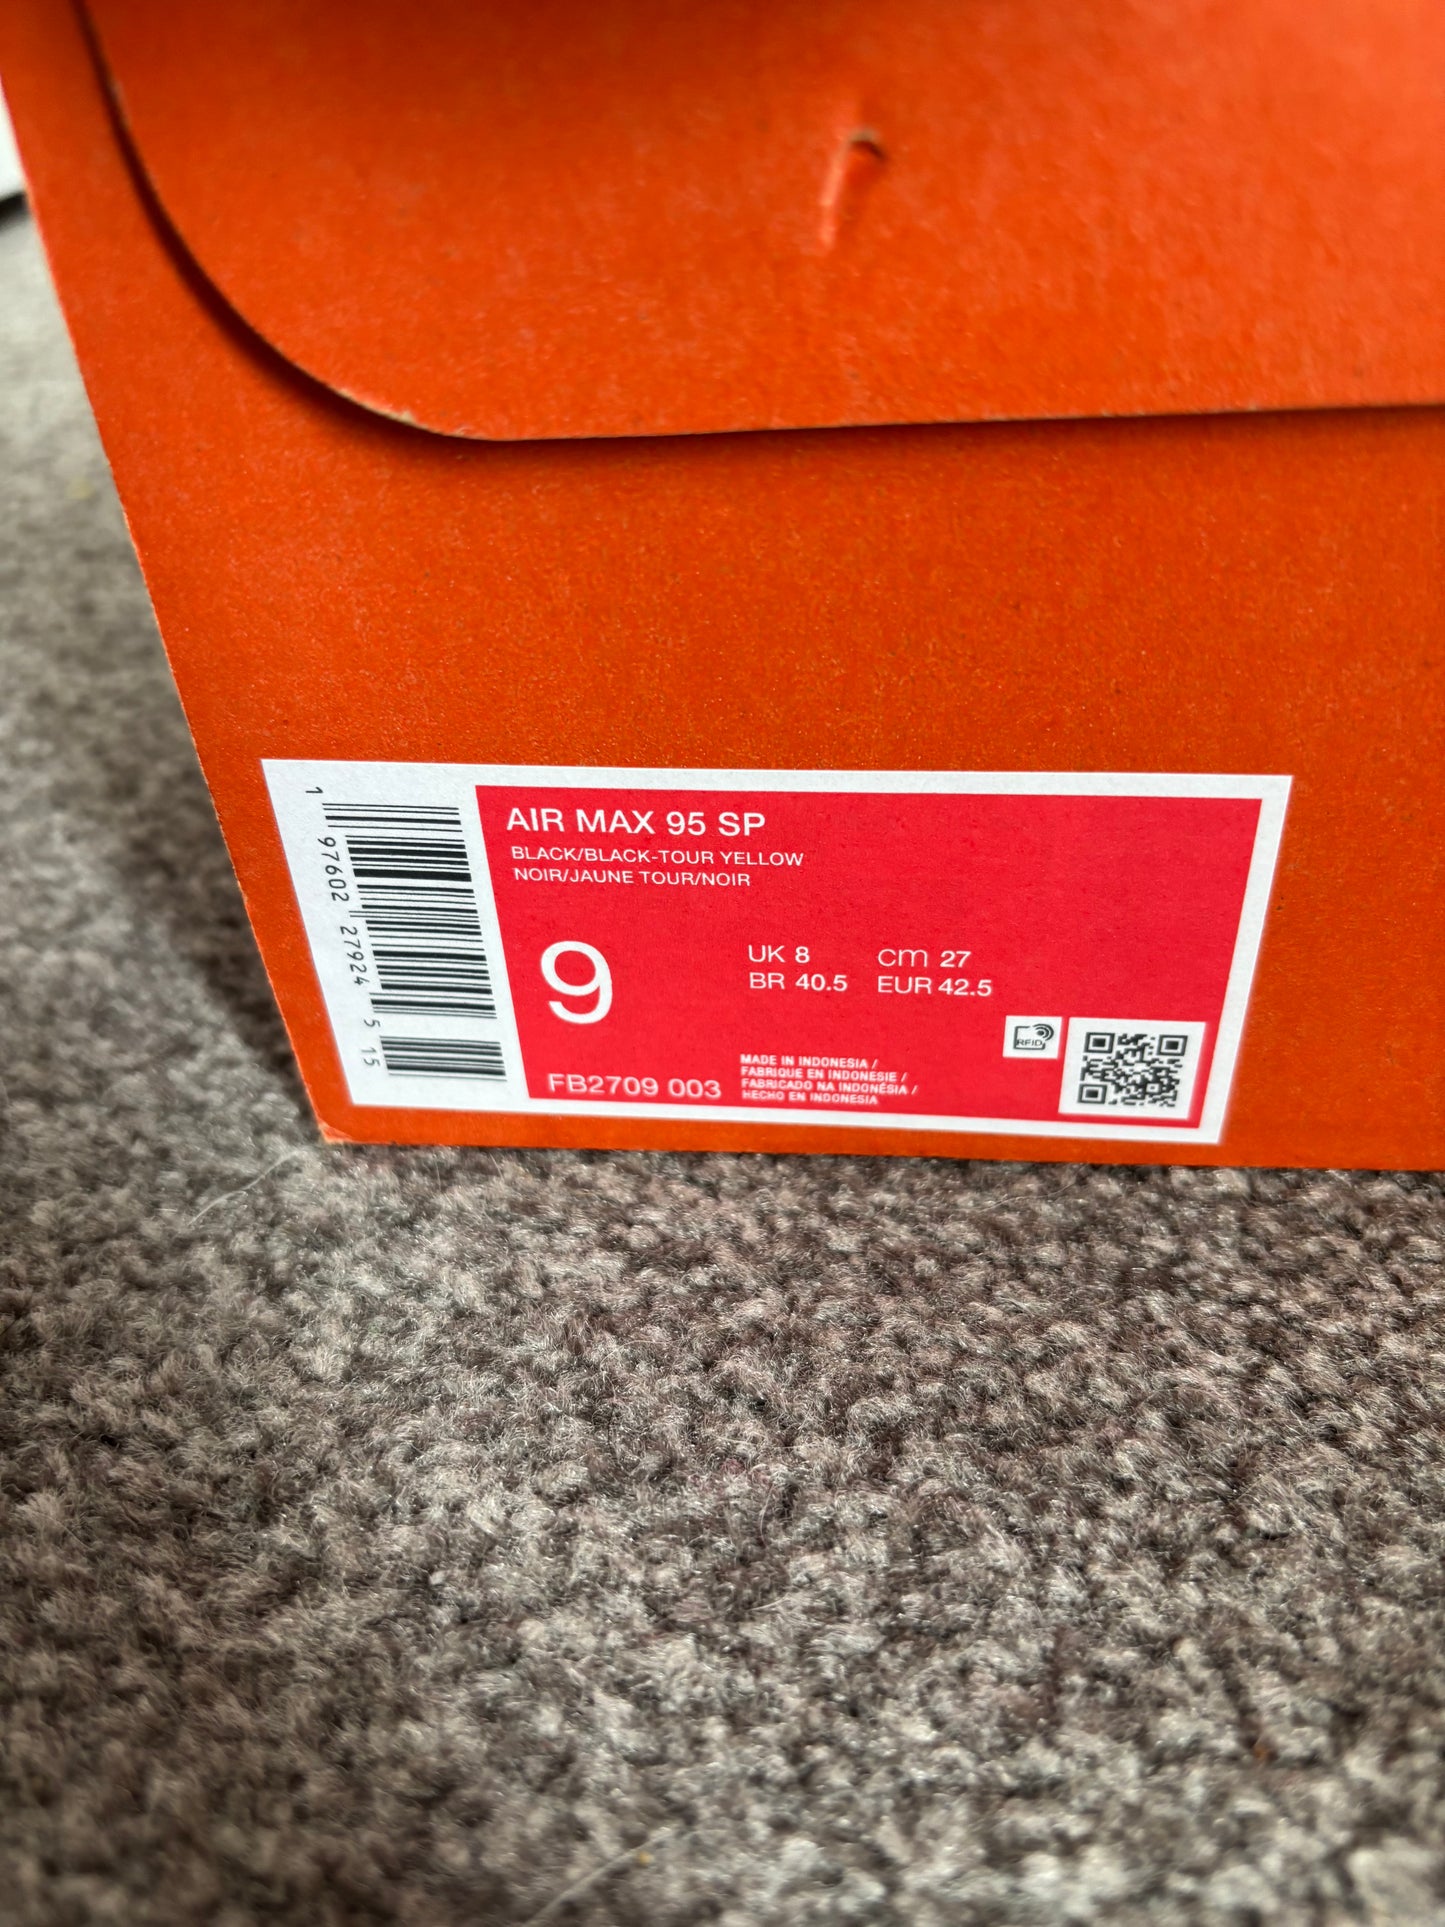 AIR MAX 95 SP
BLACK/BLACK-TOUR YELLOW
NOIR/JAUNE TOUR/NOIR
9
UK 8 cm 27
BR 40.5 EUR 42.5
FB2709 003
MADE IN INDONESIA /
FABRIQUE EN INDONESIE /
FABRICADO NA INDONÉSIA /
HECHO EN INDONESIA
RFID
1 97602 27924 5 15